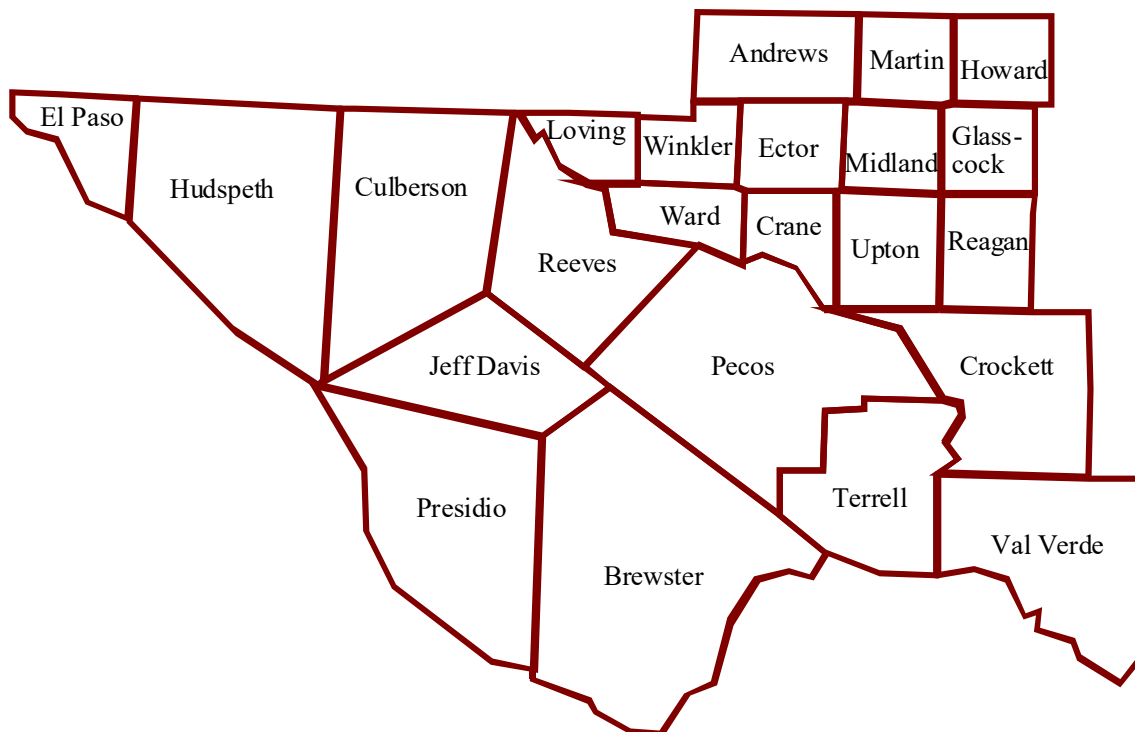 Andrews
Martin
Howard
El Paso
Loving
Winkler
Ector
Midland
Glass-
cock
Hudspeth
Culberson
Ward
Crane
Upton
Reagan
Reeves
Jeff Davis
Pecos
Crockett
Presidio
Terrell
Val Verde
Brewster